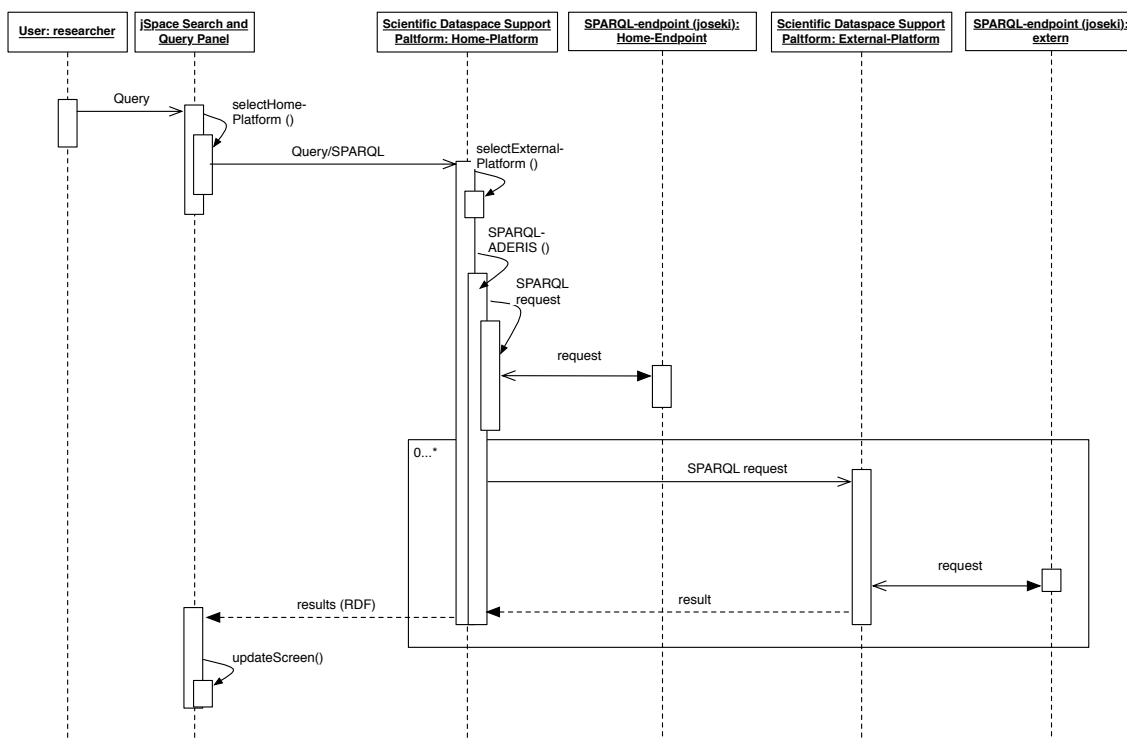 User: researcher
jSpace Search and
Query Panel
Scientific Dataspace Support
Paltform: Home-Platform
SPARQL-endpoint (joseki):
Home-Endpoint
Scientific Dataspace Support
Paltform: External-Platform
SPARQL-endpoint (joseki):
extern
Query
selectHome-
Platform ()
Query/SPARQL
selectExternal-
Platform ()
SPARQL-
ADERIS ()
SPARQL
request
request
0...*
SPARQL request
request
result
results (RDF)
updateScreen()